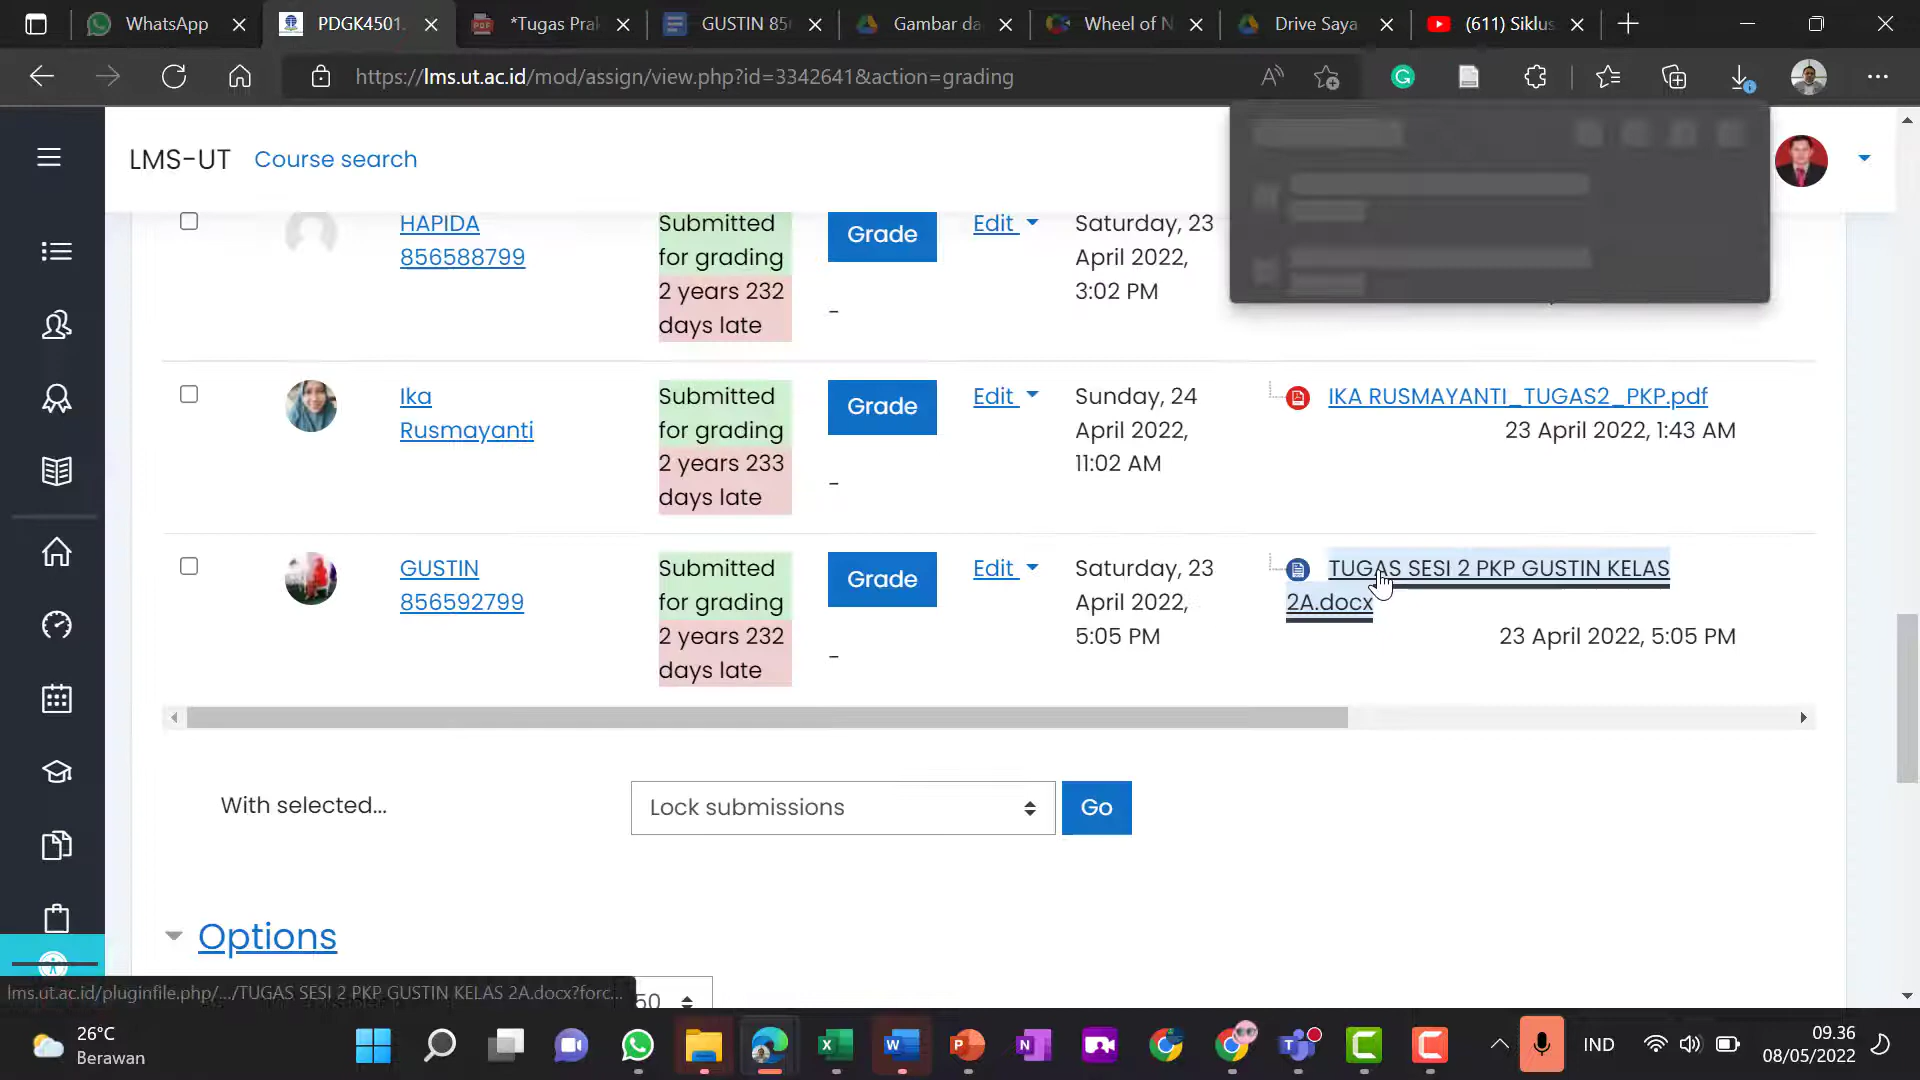 WhatsApp
PDGK4501.
*Tugas Pral
GUSTIN 85
Gambar da
Wheel of N
Drive Saya
(611) Siklus
https://lms.ut.ac.id/mod/assign/view.php?id=3342641&action=grading
LMS-UT Course search
HAPIDA
856588799
Submitted
for grading
2 years 232
days late
Grade
-
Edit
Saturday, 23
April 2022,
3:02 PM
Ika
Rusmayanti
Submitted
for grading
2 years 233
days late
Grade
-
Edit
Sunday, 24
April 2022,
11:02 AM
IKA RUSMAYANTI_TUGAS2_PKP.pdf
23 April 2022, 1:43 AM
GUSTIN
856592799
Submitted
for grading
2 years 232
days late
Grade
-
Edit
Saturday, 23
April 2022,
5:05 PM
TUGAS SESI 2 PKP GUSTIN KELAS
2A.docx
23 April 2022, 5:05 PM
With selected...
Lock submissions
Go
Options
lms.ut.ac.id/pluginfile.php/.../TUGAS SESI 2 PKP GUSTIN KELAS 2A.docx?forc...
50
26°C
Berawan
IND
09.36
08/05/2022